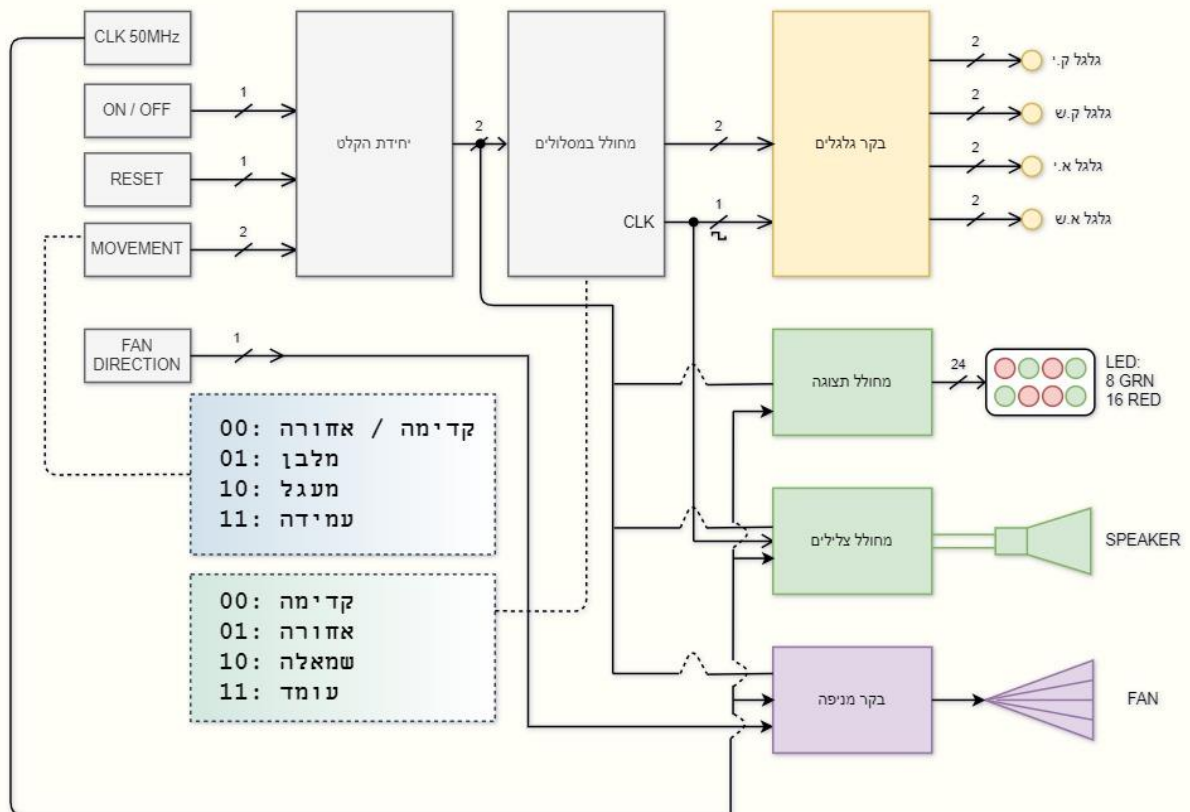 CLK 50MHz
ON / OFF
RESET
MOVEMENT
FAN
DIRECTION
1
1
2
1
יחידת הקלט
2
מחולל במסלולים
CLK
2
1
בקר גלגלים
2
2
2
2
גלגל ק.י
גלגל ק.ש
גלגל א.י
גלגל א.ש
מחולל תצוגה
24
LED:
8 GRN
16 RED
מחולל צלילים
SPEAKER
בקר מניפה
FAN
00: קדימה / אחורה
01: מלבן
10: מעגל
11: עמידה
00: קדימה
01: אחורה
10: שמאלה
11: עומד